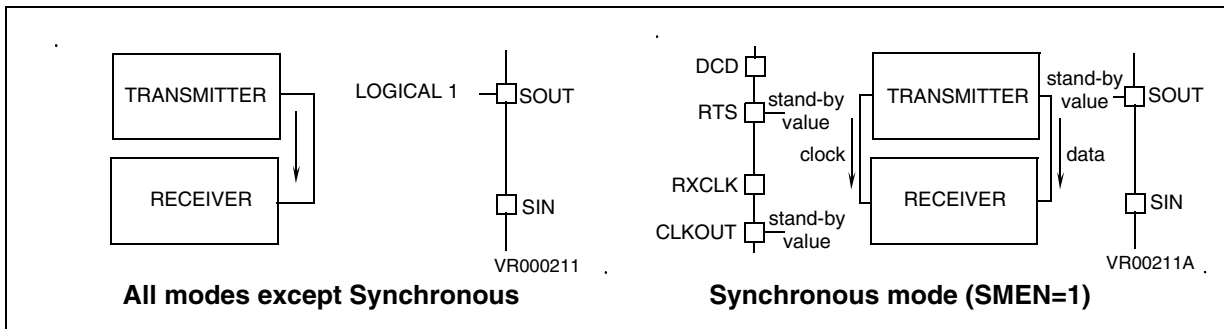 TRANSMITTER
RECEIVER
LOGICAL 1
SOUT
SIN
VR000211
All modes except Synchronous
DCD
RTS
stand-by
value
clock
RXCLK
CLKOUT
stand-by
value
TRANSMITTER
RECEIVER
data
stand-by
value
SOUT
SIN
VR00211A
Synchronous mode (SMEN=1)